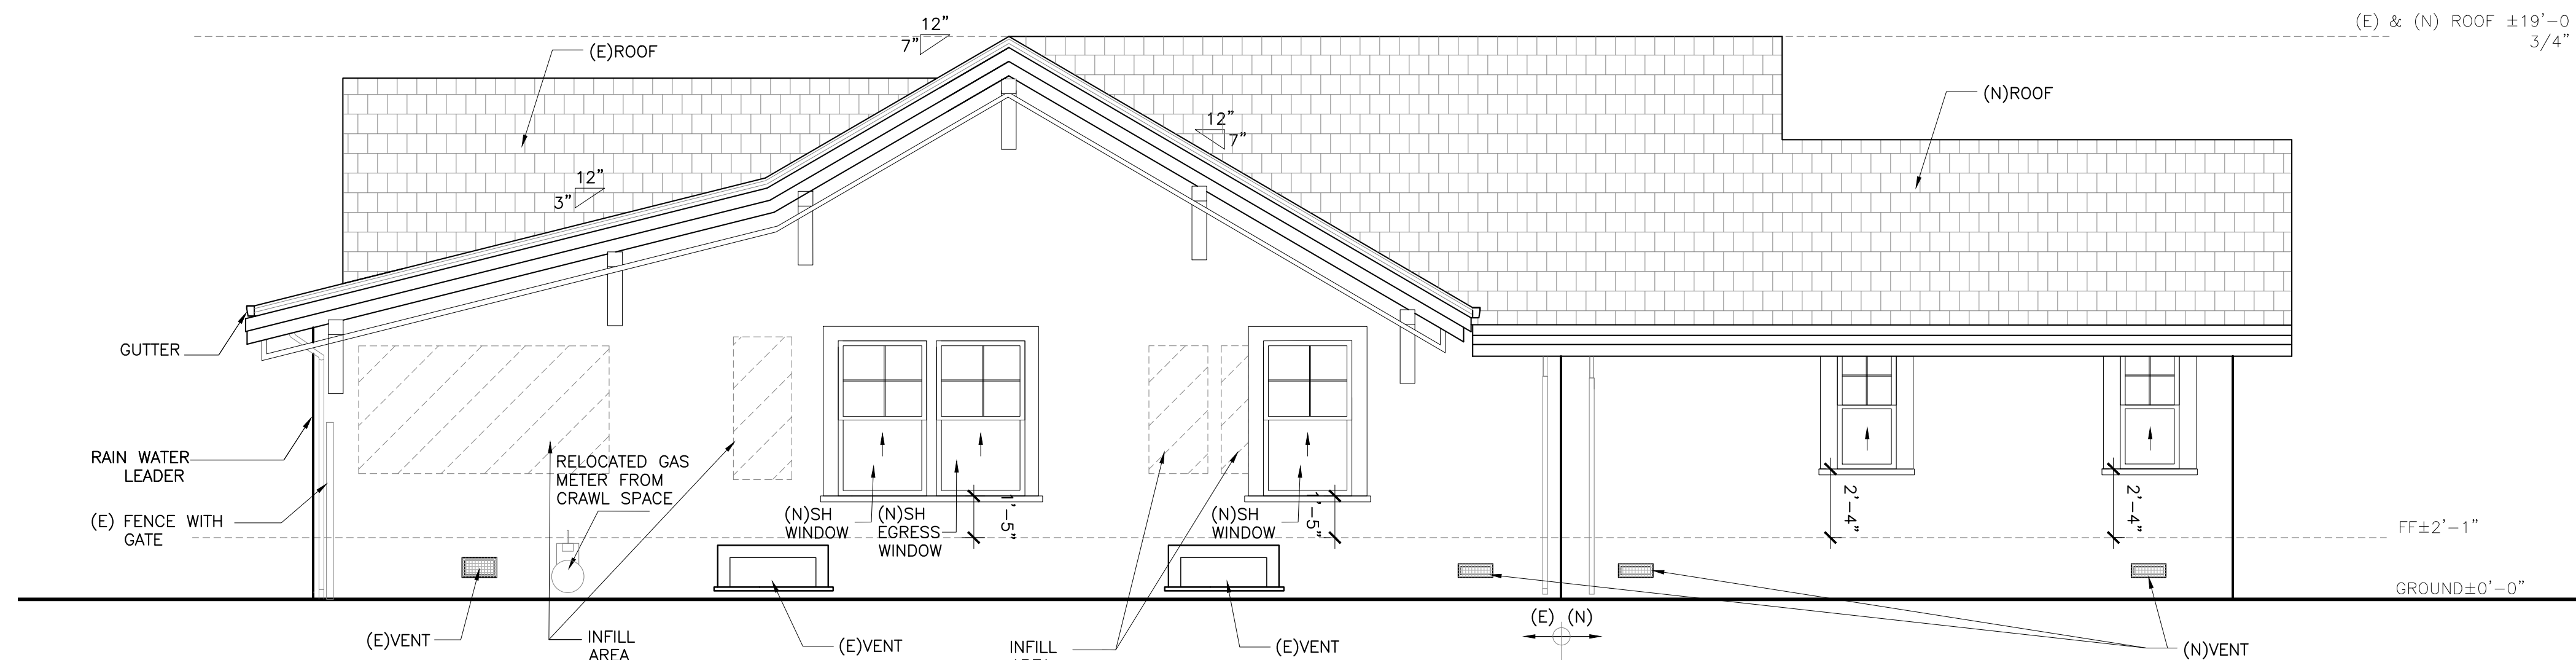 (E) & (N) ROOF ±19'-0
3/4"
12"
7"
(E)ROOF
(N)ROOF
12"
7"
12"
3"
GUTTER
RAIN WATER
LEADER
(E) FENCE WITH
GATE
RELOCATED GAS
METER FROM
CRAWL SPACE
(N)SH
WINDOW
(N)SH
EGRESS
WINDOW
1'-5"
(N)SH
WINDOW
1'-5"
2'-4"
2'-4"
FF±2'-1"
GROUND±0'-0"
(E) (N)
(E)VENT
INFILL
AREA
(E)VENT
INFILL
AREA
(E)VENT
(N)VENT